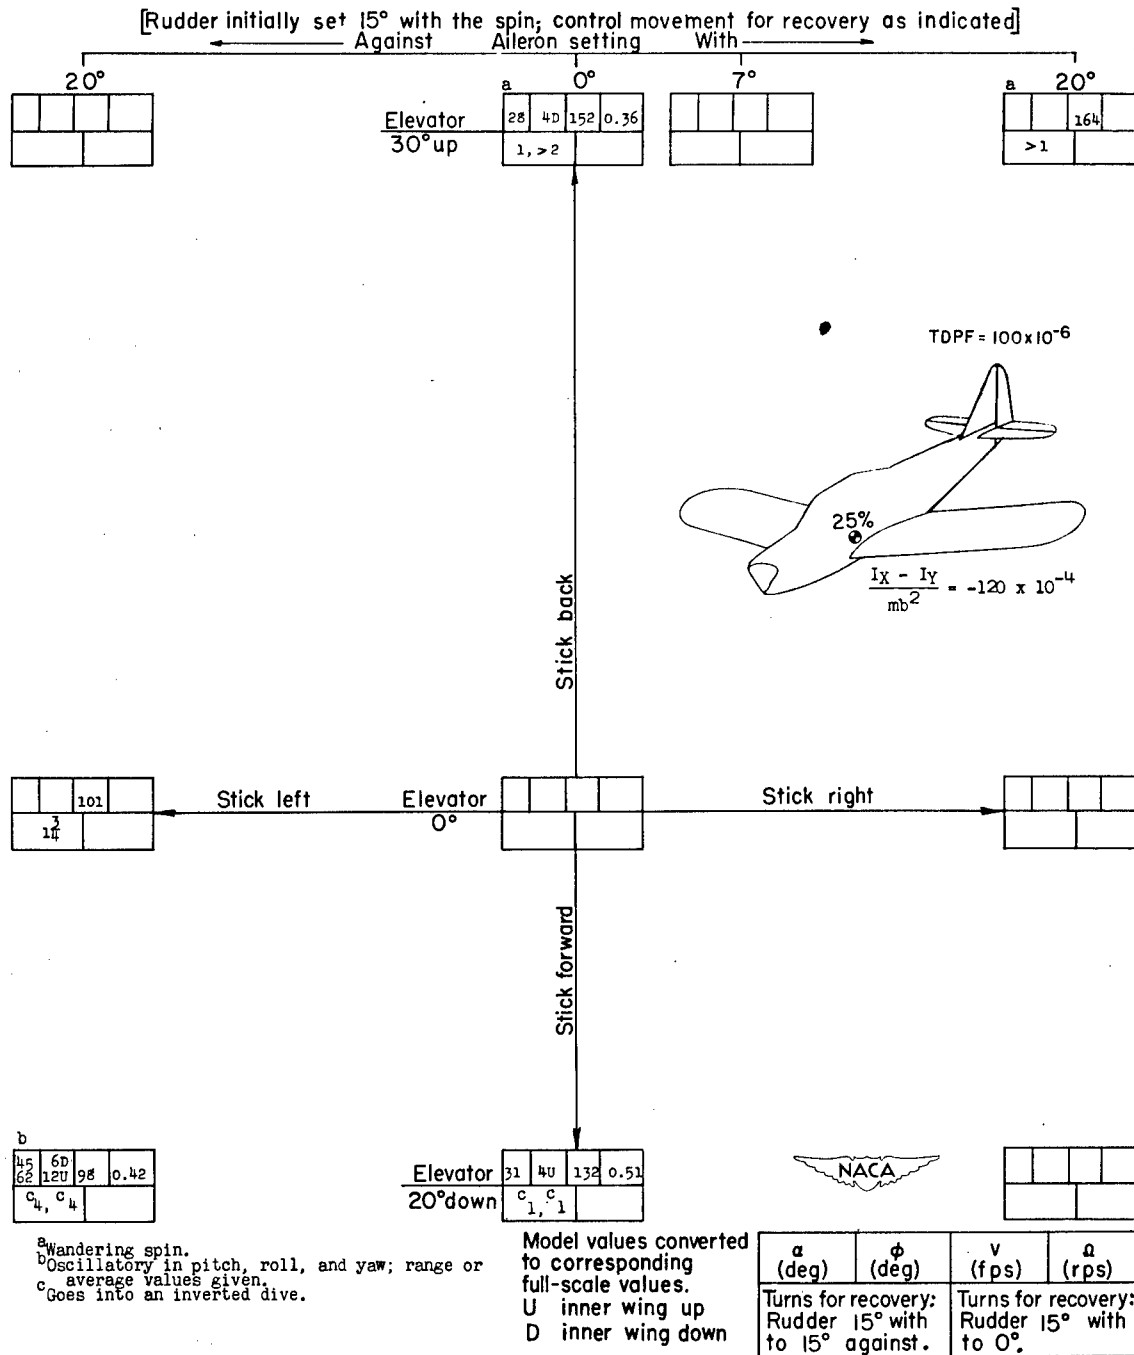 [Rudder initially set 15° with the spin; control movement for recovery as indicated]
Against Aileron setting With
20° 0° 7° 20°
a a
Elevator 28 4D 152 0.36 164
30° up 1, >2 >1
TDPF = 100x10-6
25%
IX - IY
mb2 = -120 x 10-4
Stick back
101 Stick left Elevator Stick right
1 3/4 0°
Stick forward
b
45 6D Elevator 31 4U 132 0.51 NACA
62 12U 98 0.42
c4, c4 20° down c1, c1
aWandering spin.
bOscillatory in pitch, roll, and yaw; range or
average values given.
cGoes into an inverted dive.
Model values converted
to corresponding
full-scale values.
U inner wing up
D inner wing down
α ϕ V Ω
(deg) (deg) (fps) (rps)
Turns for recovery: Turns for recovery:
Rudder 15° with Rudder 15° with
to 15° against. to 0°.